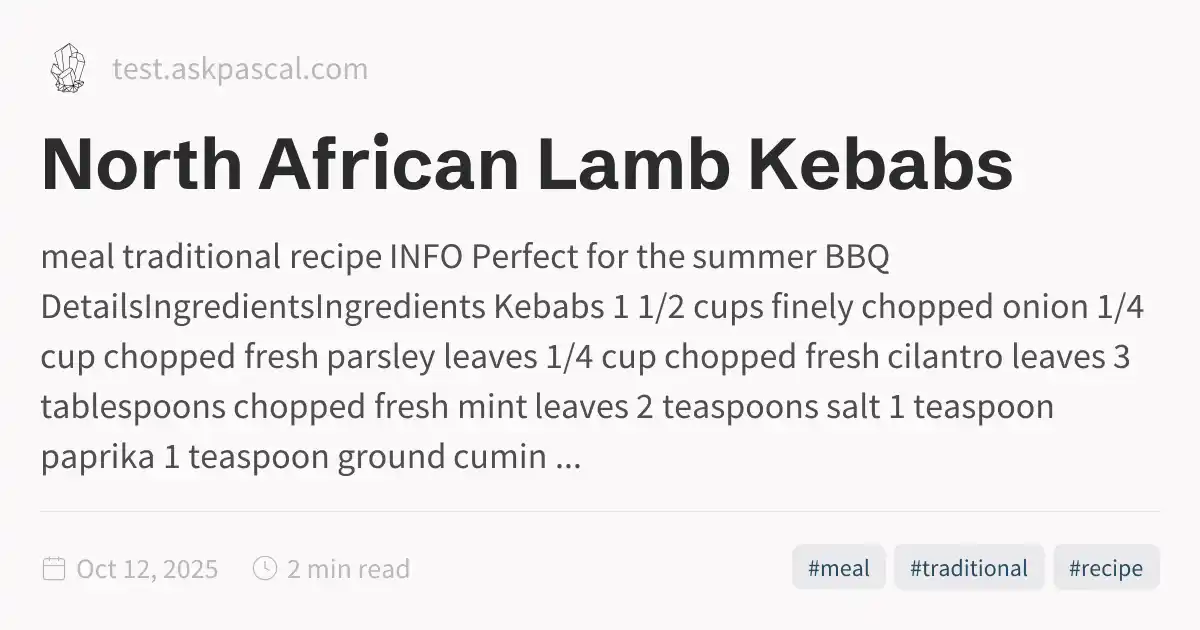 test.askpascal.com
North African Lamb Kebabs
meal traditional recipe INFO Perfect for the summer BBQ
DetailsIngredientsIngredients Kebabs 1 1/2 cups finely chopped onion 1/4
cup chopped fresh parsley leaves 1/4 cup chopped fresh cilantro leaves 3
tablespoons chopped fresh mint leaves 2 teaspoons salt 1 teaspoon
paprika 1 teaspoon ground cumin ...
Oct 12, 2025 2 min read #meal #traditional #recipe